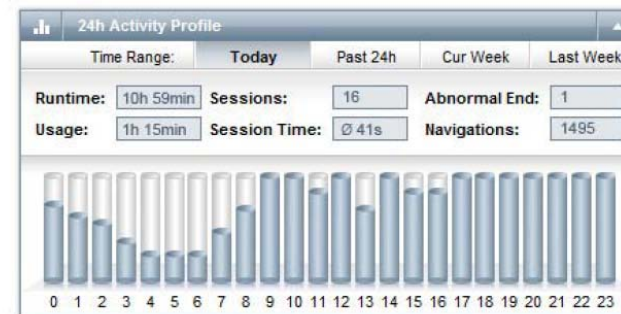 24h Activity Profile
Time Range: Today Past 24h Cur Week Last Week
Runtime: 10h 59min Sessions: 16 Abnormal End: 1
Usage: 1h 15min Session Time: Ø 41s Navigations: 1495
0 1 2 3 4 5 6 7 8 9 10 11 12 13 14 15 16 17 18 19 20 21 22 23